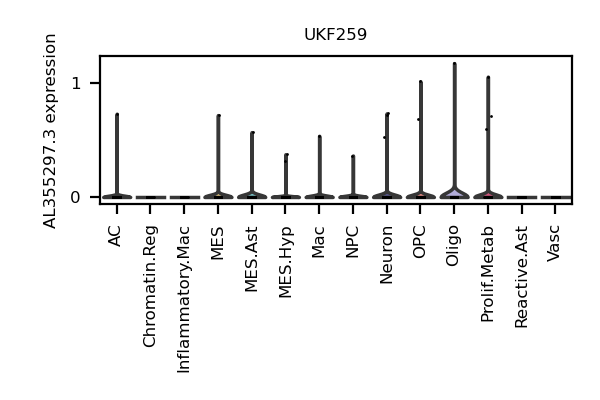 UKF259
AL355297.3 expression
1
0
AC
Chromatin.Reg
Inflammatory.Mac
MES
MES.Ast
MES.Hyp
Mac
NPC
Neuron
OPC
Oligo
Prolif.Metab
Reactive.Ast
Vasc